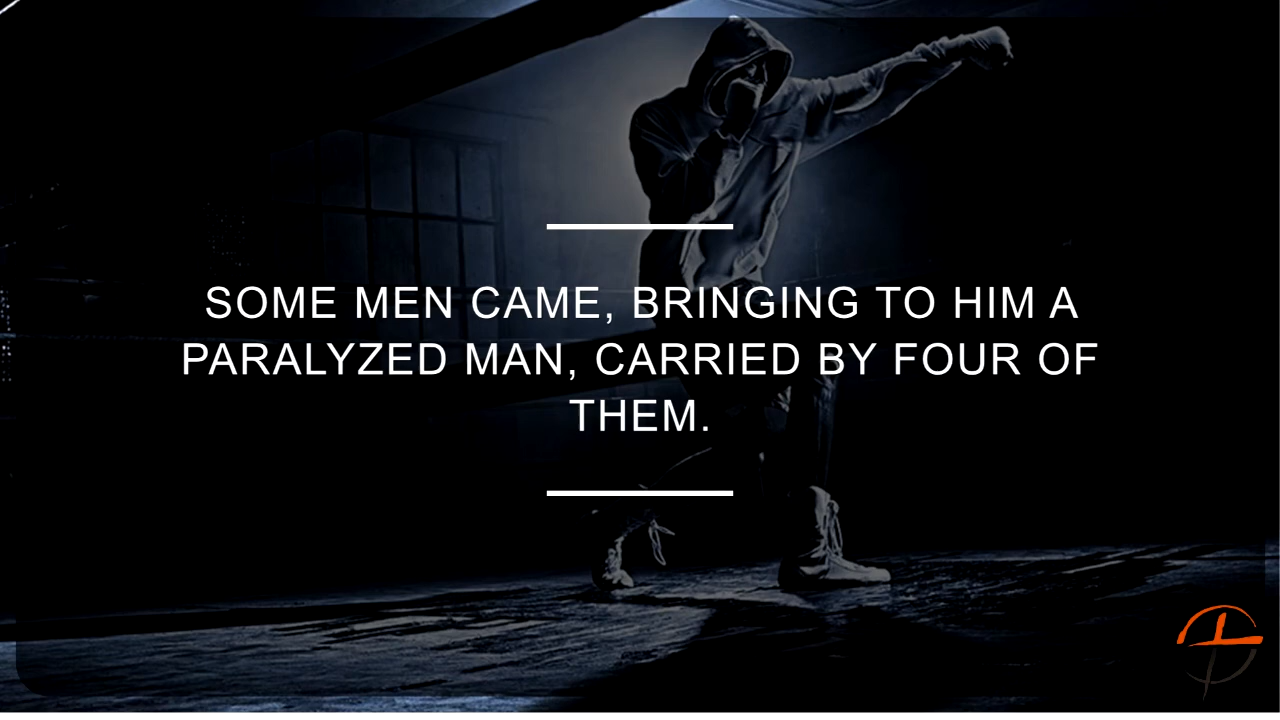 SOME MEN CAME, BRINGING TO HIM A
PARALYZED MAN, CARRIED BY FOUR OF
THEM.